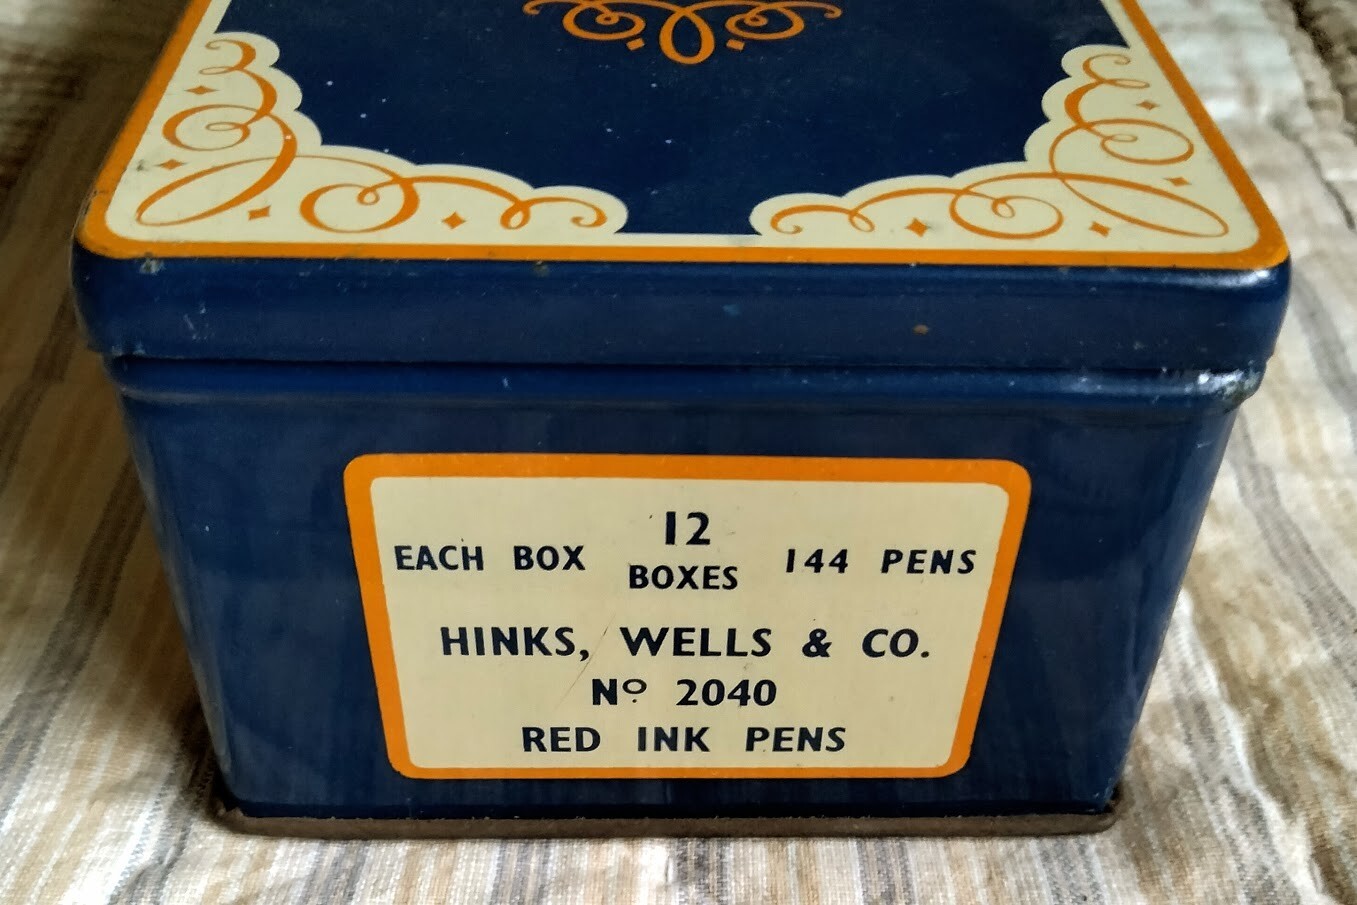 12
EACH BOX BOXES 144 PENS
HINKS, WELLS & CO.
Nº 2040
RED INK PENS